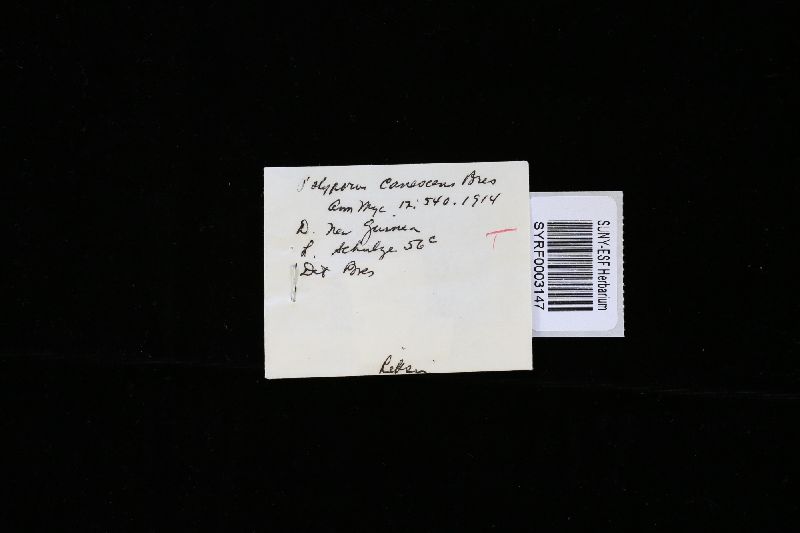 Polyporus canescens Bres
Ann Myc 12: 540. 1914
D. New Guinea
L. Schultze 56c
Det Bres
T
SUNY-ESF Herbarium
SYRF0003147